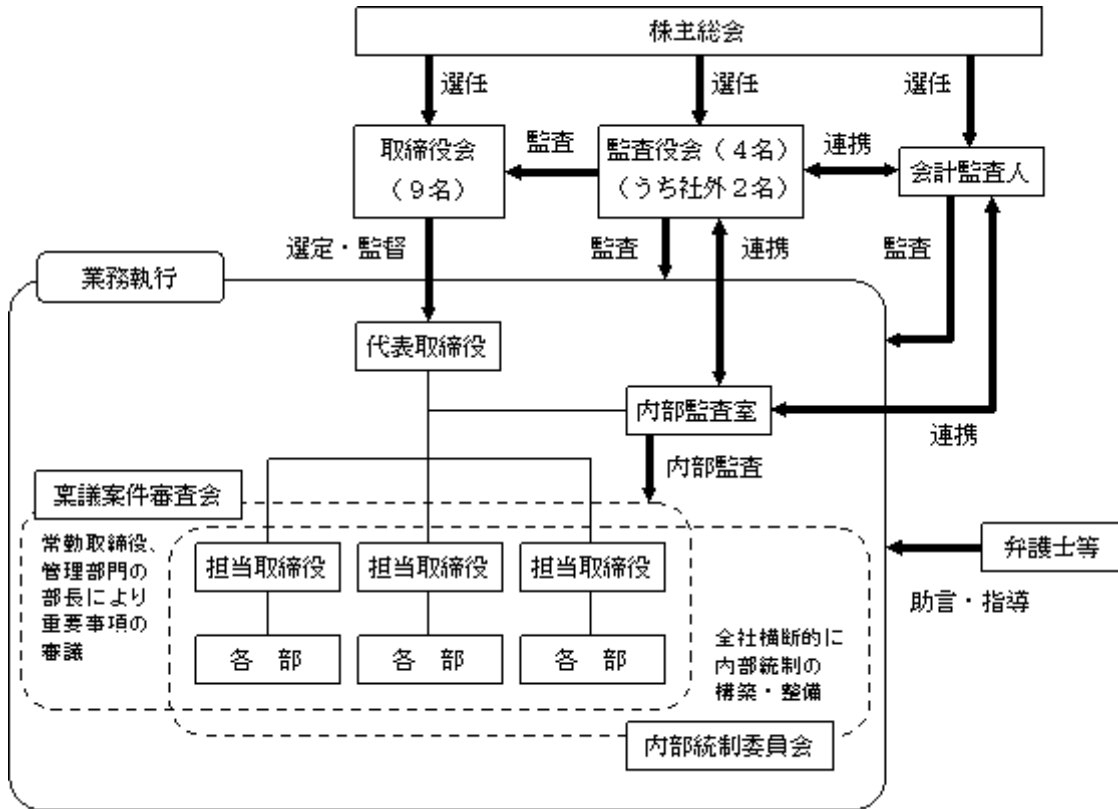 株主総会
選任
選任
選任
取締役会
（９名）
監査
監査役会（４名）
（うち社外２名）
連携
会計監査人
選定・監督
監査
連携
監査
業務執行
代表取締役
内部監査室
連携
内部監査
稟議案件審査会
常勤取締役、
管理部門の
部長により
重要事項の
審議
担当取締役
担当取締役
担当取締役
弁護士等
助言・指導
各　部
各　部
各　部
全社横断的に
内部統制の
構築・整備
内部統制委員会